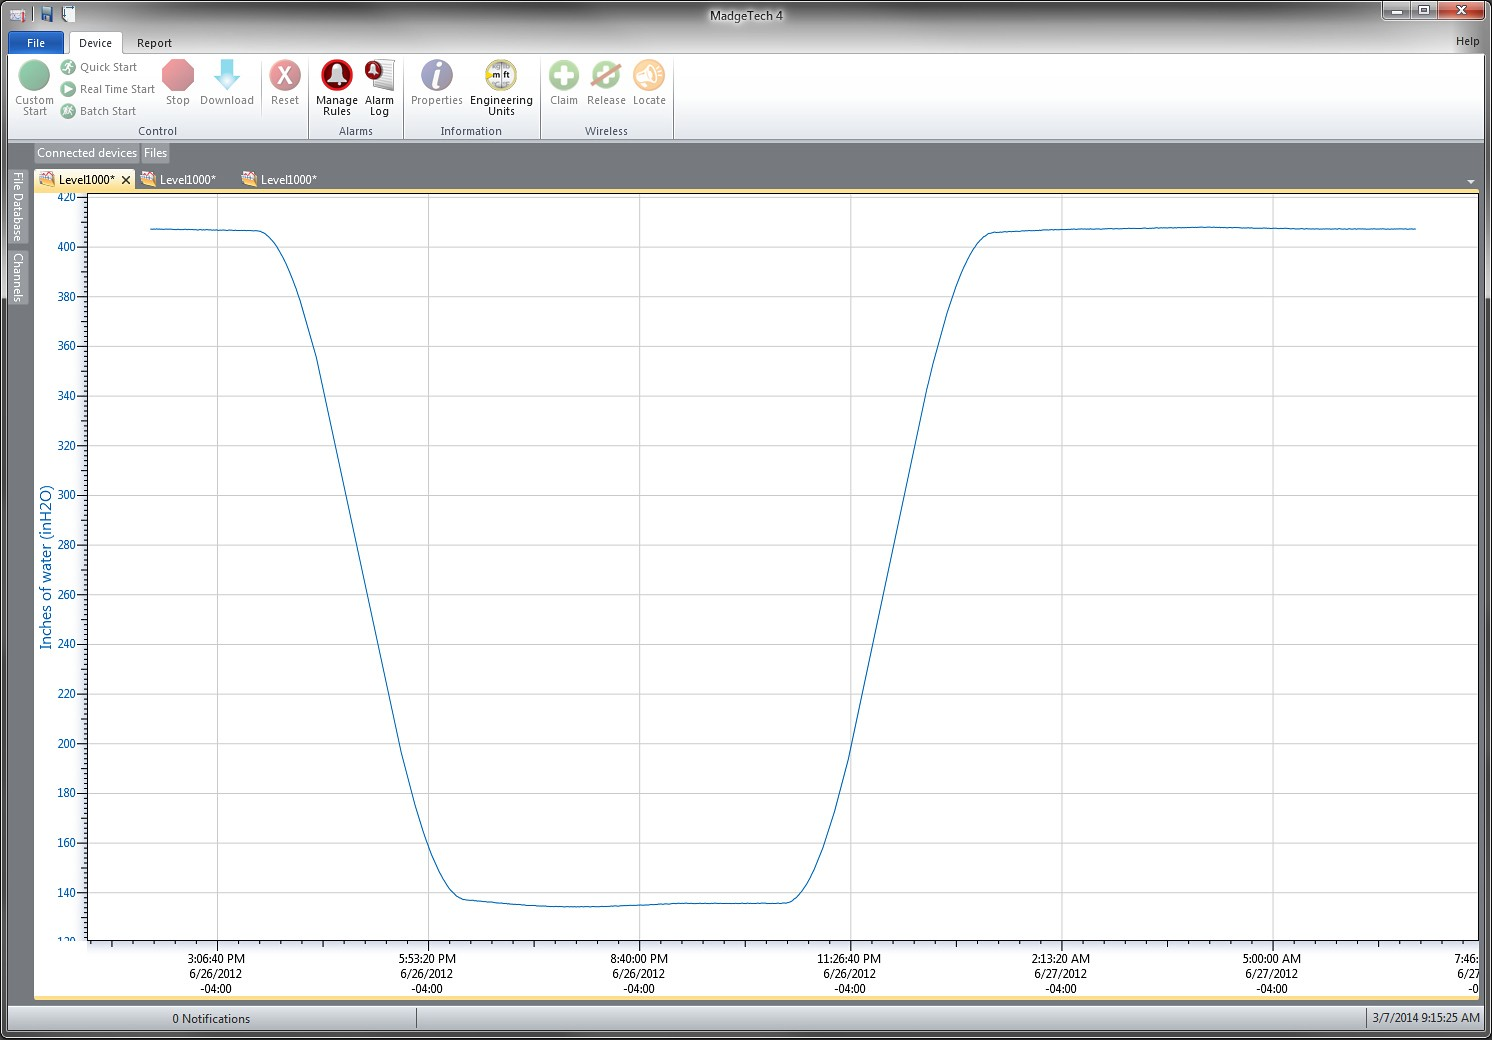 MadgeTech 4
File Device Report Help
Custom Start
Quick Start
Real Time Start
Batch Start
Stop
Download
Reset
Control
Manage Rules
Alarm Log
Alarms
Properties
Engineering Units
Information
Claim
Release
Locate
Wireless
Connected devices Files
File Database
Channels
Level1000* Level1000* Level1000*
Inches of water (inH2O)
420
400
380
360
340
320
300
280
260
240
220
200
180
160
140
120
3:06:40 PM 5:53:20 PM 8:40:00 PM 11:26:40 PM 2:13:20 AM 5:00:00 AM 7:46:
6/26/2012 6/26/2012 6/26/2012 6/26/2012 6/27/2012 6/27/2012 6/27
-04:00 -04:00 -04:00 -04:00 -04:00 -04:00 -0
0 Notifications 3/7/2014 9:15:25 AM